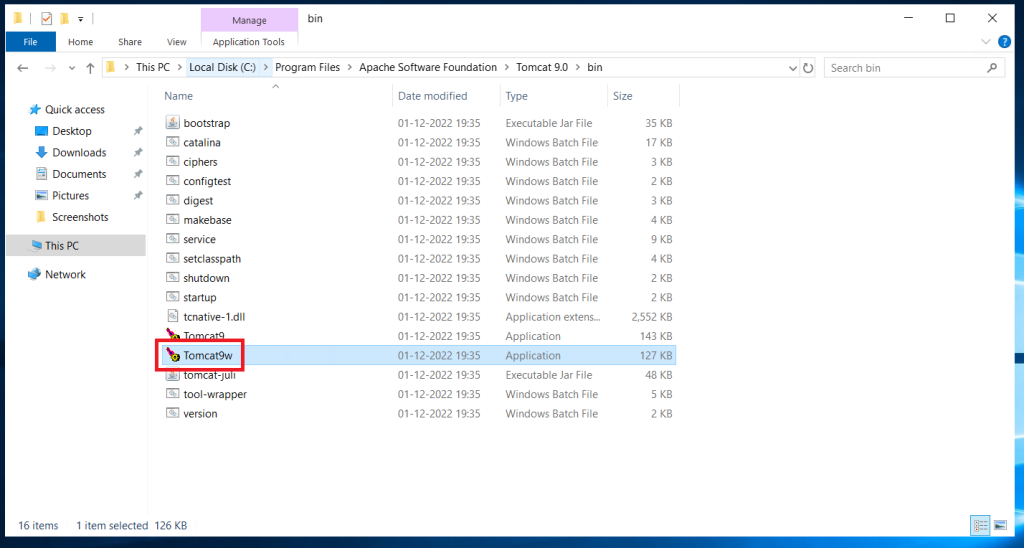 Manage bin
File Home Share View Application Tools
This PC Local Disk (C:) Program Files Apache Software Foundation Tomcat 9.0 bin Search bin
Quick access
Desktop
Downloads
Documents
Pictures
Screenshots
This PC
Network
Name Date modified Type Size
bootstrap 01-12-2022 19:35 Executable Jar File 35 KB
catalina 01-12-2022 19:35 Windows Batch File 17 KB
ciphers 01-12-2022 19:35 Windows Batch File 3 KB
configtest 01-12-2022 19:35 Windows Batch File 2 KB
digest 01-12-2022 19:35 Windows Batch File 3 KB
makebase 01-12-2022 19:35 Windows Batch File 4 KB
service 01-12-2022 19:35 Windows Batch File 9 KB
setclasspath 01-12-2022 19:35 Windows Batch File 4 KB
shutdown 01-12-2022 19:35 Windows Batch File 2 KB
startup 01-12-2022 19:35 Windows Batch File 2 KB
tcnative-1.dll 01-12-2022 19:35 Application extens... 2,552 KB
Tomcat9 01-12-2022 19:35 Application 143 KB
Tomcat9w 01-12-2022 19:35 Application 127 KB
tomcat-juli 01-12-2022 19:35 Executable Jar File 48 KB
tool-wrapper 01-12-2022 19:35 Windows Batch File 5 KB
version 01-12-2022 19:35 Windows Batch File 2 KB
16 items 1 item selected 126 KB